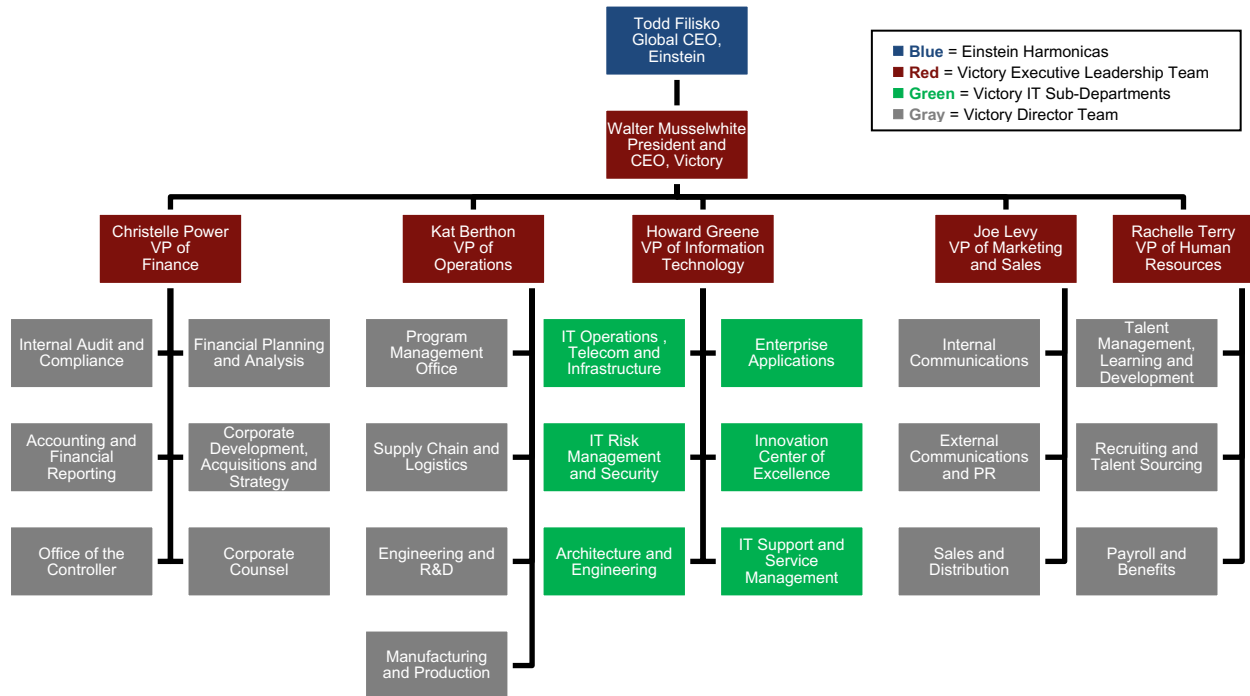 Todd Filisko
Global CEO,
Einstein
Blue = Einstein Harmonicas
Red = Victory Executive Leadership Team
Green = Victory IT Sub-Departments
Gray = Victory Director Team
Walter Musselwhite
President and
CEO, Victory
Christelle Power
VP of
Finance
Kat Berthon
VP of
Operations
Howard Greene
VP of Information
Technology
Joe Levy
VP of Marketing
and Sales
Rachelle Terry
VP of Human
Resources
Internal Audit and
Compliance
Financial Planning
and Analysis
Program
Management
Office
IT Operations ,
Telecom and
Infrastructure
Enterprise
Applications
Internal
Communications
Talent
Management,
Learning and
Development
Accounting and
Financial
Reporting
Corporate
Development,
Acquisitions and
Strategy
Supply Chain and
Logistics
IT Risk
Management
and Security
Innovation
Center of
Excellence
External
Communications
and PR
Recruiting and
Talent Sourcing
Office of the
Controller
Corporate
Counsel
Engineering and
R&D
Architecture and
Engineering
IT Support and
Service
Management
Sales and
Distribution
Payroll and
Benefits
Manufacturing
and Production